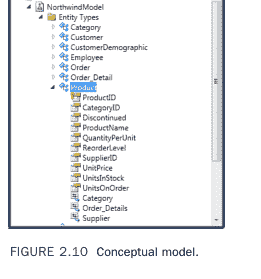 NorthwindModel
Entity Types
Category
Customer
CustomerDemographic
Employee
Order
Order_Detail
Product
ProductID
CategoryID
Discontinued
ProductName
QuantityPerUnit
ReorderLevel
SupplierID
UnitPrice
UnitsInStock
UnitsOnOrder
Category
Order_Details
Supplier
FIGURE 2.10 Conceptual model.